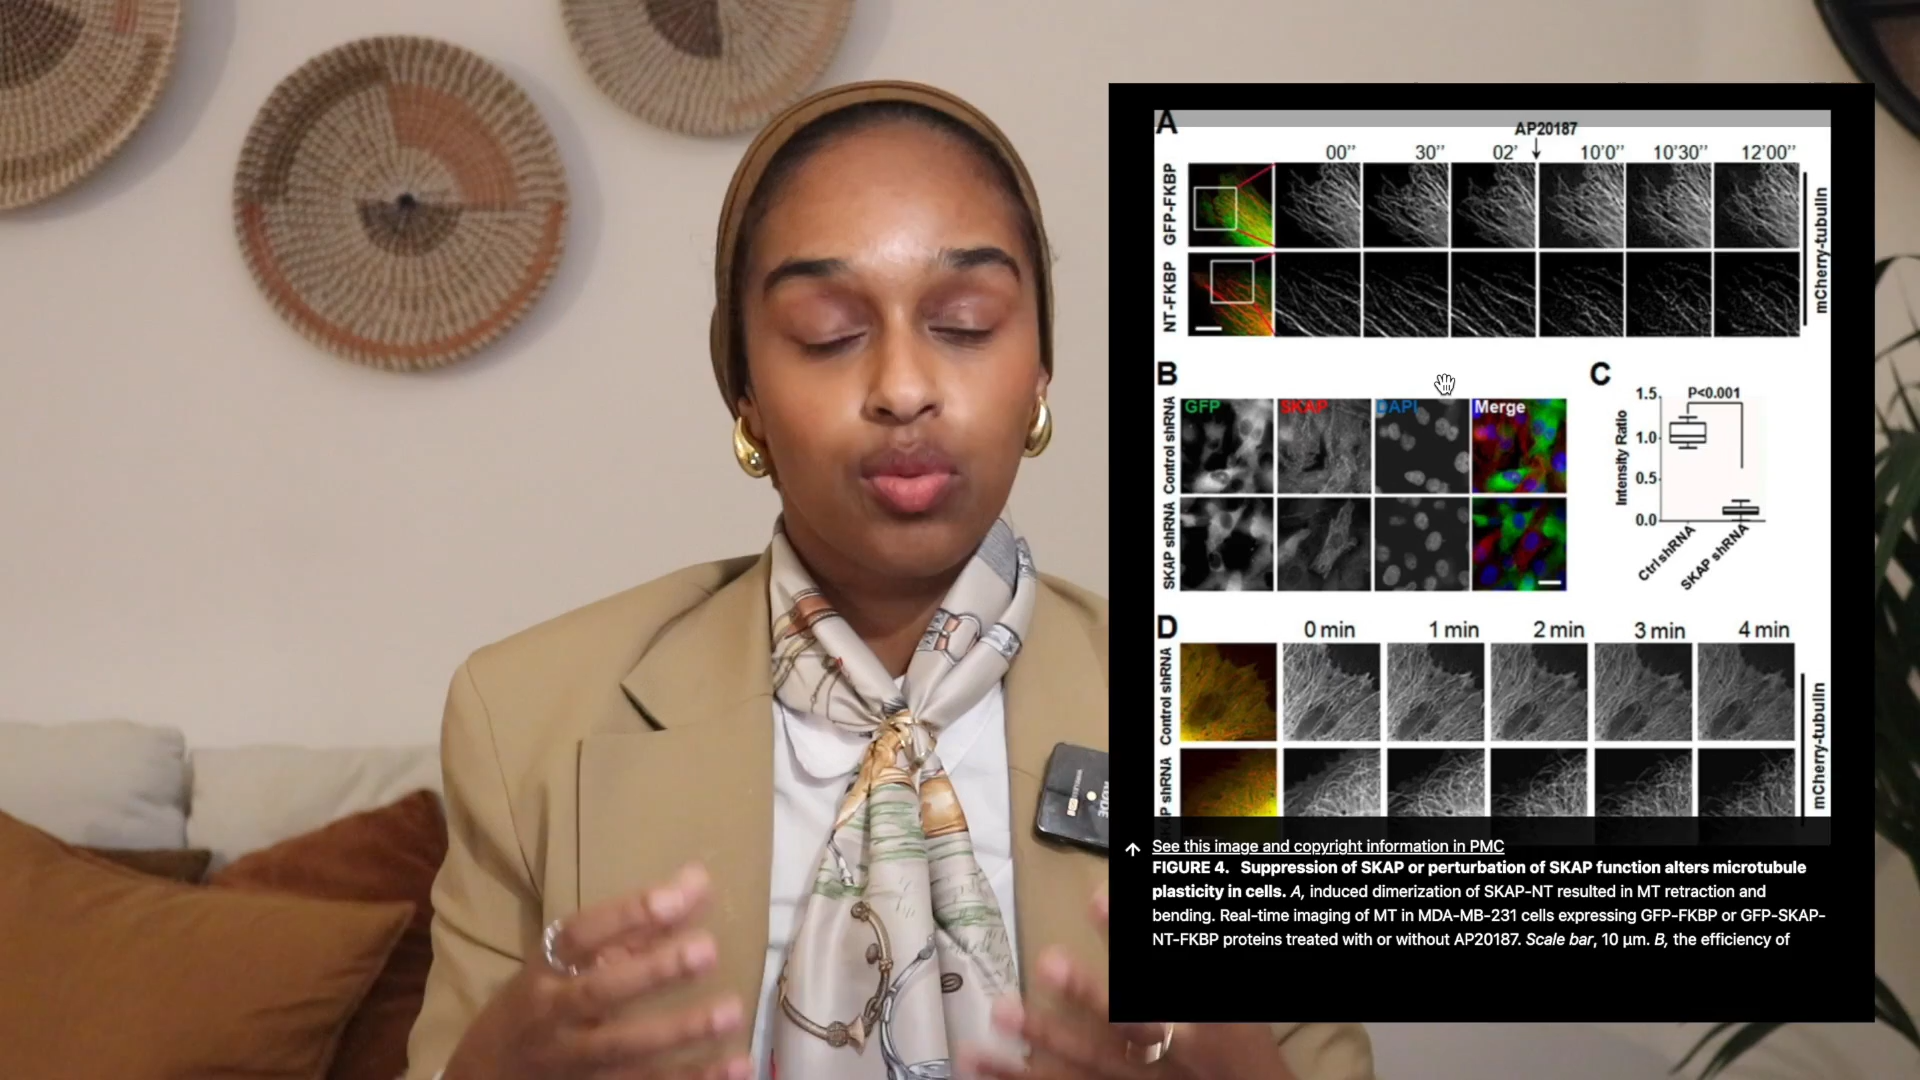 A
AP20187
00’’ 30’’ 02’ 10’0’’ 10’30’’ 12’00’’
GFP-FKBP
NT-FKBP
mCherry-tubulin
B
GFP SKAP DAPI Merge
Control shRNA
SKAP shRNA
C
P<0.001
Intensity Ratio
1.5
1.0
0.5
0.0
Ctrl shRNA
SKAP shRNA
D
0 min 1 min 2 min 3 min 4 min
Control shRNA
SKAP shRNA
mCherry-tubulin
RØDE
See this image and copyright information in PMC
FIGURE 4. Suppression of SKAP or perturbation of SKAP function alters microtubule
plasticity in cells. A, induced dimerization of SKAP-NT resulted in MT retraction and
bending. Real-time imaging of MT in MDA-MB-231 cells expressing GFP-FKBP or GFP-SKAP-
NT-FKBP proteins treated with or without AP20187. Scale bar, 10 μm. B, the efficiency of